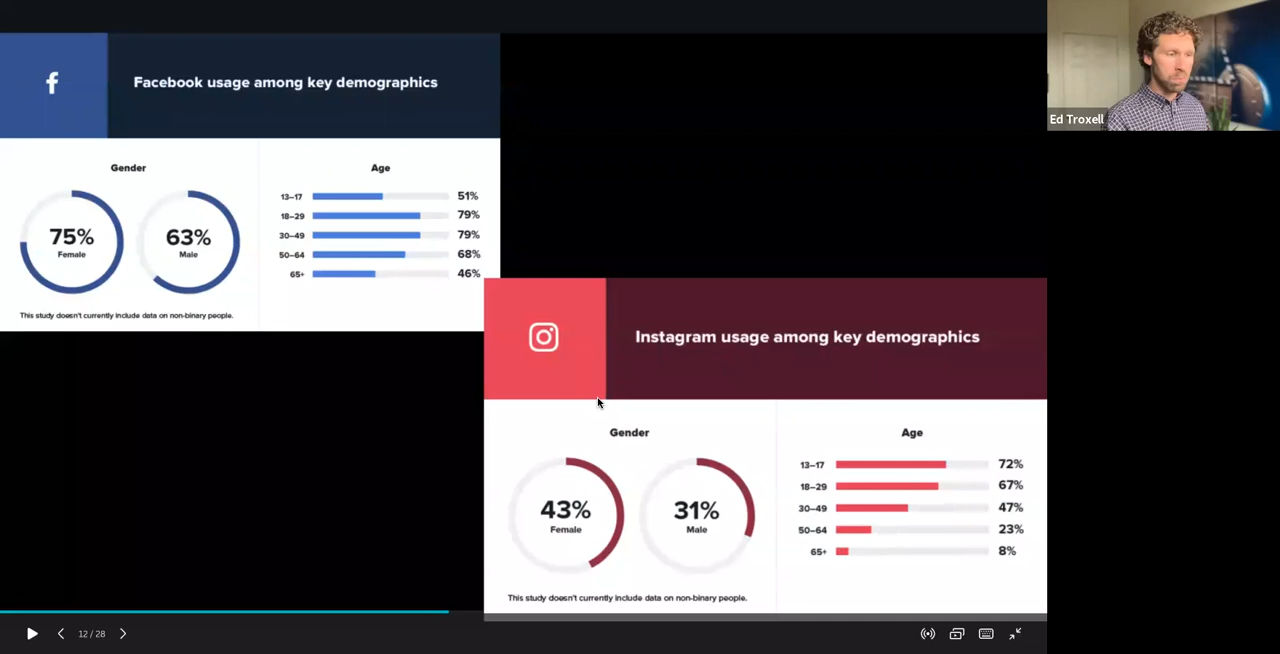 Facebook usage among key demographics
Gender
75%
Female
63%
Male
Age
13–17 51%
18–29 79%
30–49 79%
50–64 68%
65+ 46%
This study doesn't currently include data on non-binary people.
Instagram usage among key demographics
Gender
43%
Female
31%
Male
Age
13–17 72%
18–29 67%
30–49 47%
50–64 23%
65+ 8%
This study doesn't currently include data on non-binary people.
Ed Troxell
12 / 28